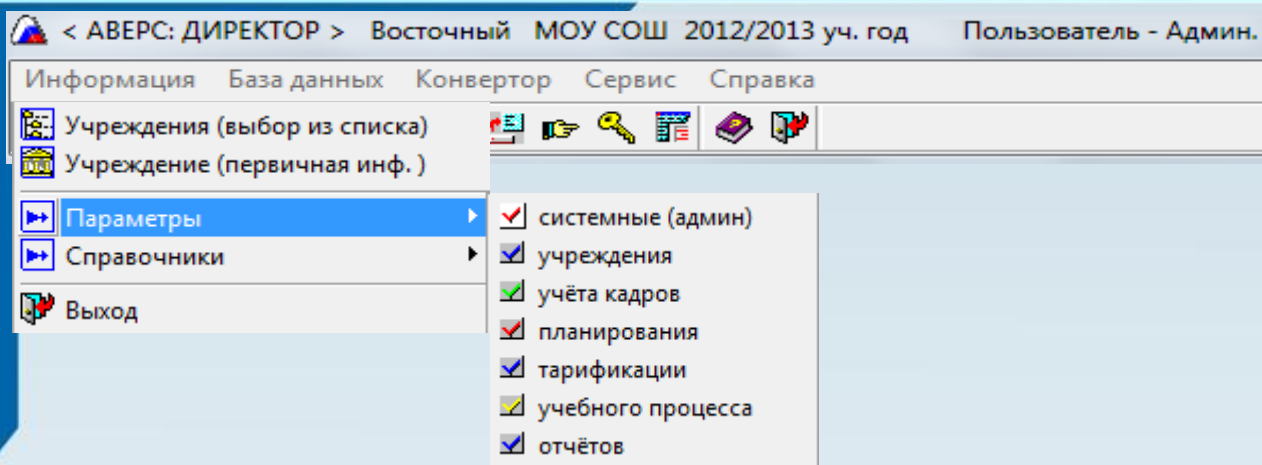 < АВЕРС: ДИРЕКТОР > Восточный МОУ СОШ 2012/2013 уч. год Пользователь - Админ.
Информация База данных Конвертор Сервис Справка
Учреждения (выбор из списка)
Учреждение (первичная инф. )
Параметры
Справочники
Выход
системные (админ)
учреждения
учёта кадров
планирования
тарификации
учебного процесса
отчётов